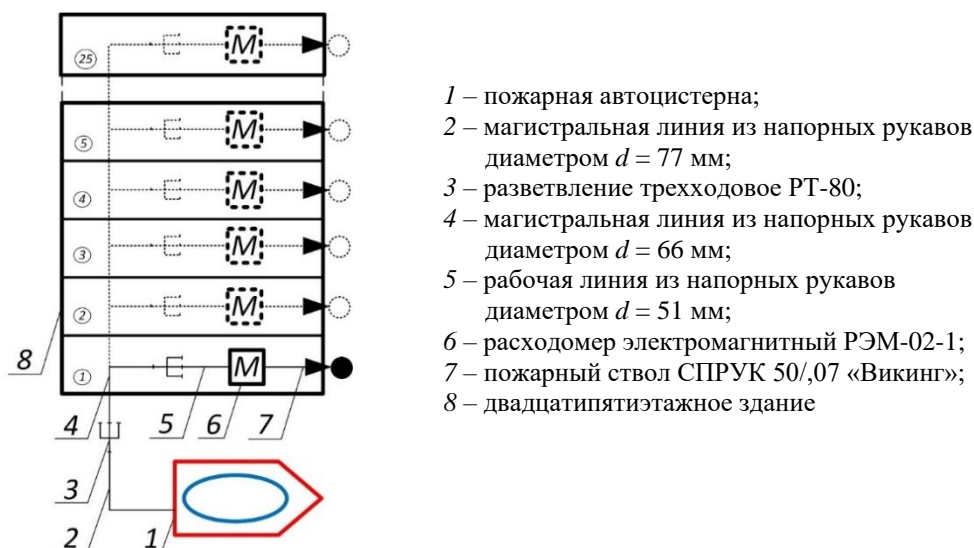 25 M
5 M
4 M
3 M
2 M
1 M
8
4 5 6 7
3
2 1
1 – пожарная автоцистерна;
2 – магистральная линия из напорных рукавов
диаметром d = 77 мм;
3 – разветвление трехходовое РТ-80;
4 – магистральная линия из напорных рукавов
диаметром d = 66 мм;
5 – рабочая линия из напорных рукавов
диаметром d = 51 мм;
6 – расходомер электромагнитный РЭМ-02-1;
7 – пожарный ствол СПРУК 50/,07 «Викинг»;
8 – двадцатипятиэтажное здание